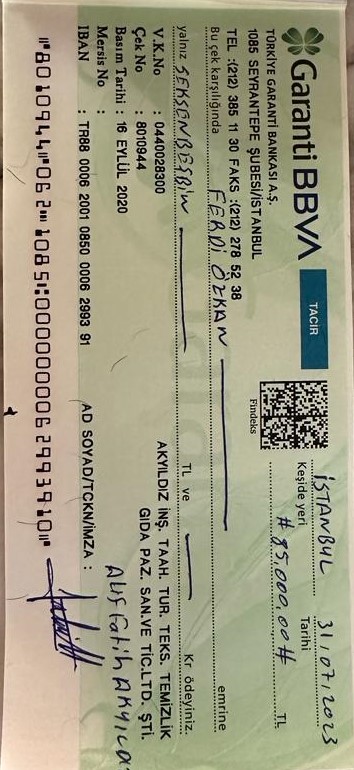 Garanti BBVA
TACİR
Findeks
İSTANBUL 31/07/2023
Keşide yeri Tarihi
# 85,000,00 # TL
TÜRKİYE GARANTİ BANKASI A.Ş.
1085 SEYRANTEPE ŞUBESİ/İSTANBUL
TEL :(212) 385 11 30 FAKS :(212) 278 52 38
Bu çek karşılığında FERDİ ÖZKAN emrine
yalnız SEKSENBEŞBİN TL ve Kr ödeyiniz.
V.K.No : 0440028300
Çek No : 8010944
Basım Tarihi : 16 EYLÜL 2020
Mersis No :
IBAN : TR88 0006 2001 0850 0006 2993 91
AKYILDIZ İNŞ. TAAH. TUR. TEKS. TEMİZLİK
GIDA PAZ. SAN.VE TİC.LTD. ŞTİ.
Fatih
AD SOYAD/TCKN/İMZA :
⑈8010944⑈062⑉1085⑆0000000062993910⑈